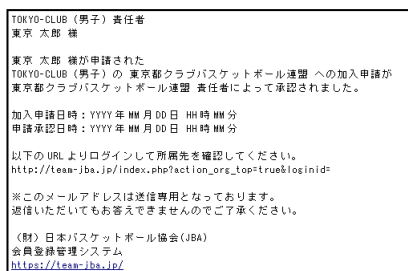 TOKYO-CLUB（男子）責任者
東京 太郎 様
東京 太郎 様が申請された
TOKYO-CLUB（男子）の 東京都クラブバスケットボール連盟 への加入申請が
東京都クラブバスケットボール連盟 責任者によって承認されました。
加入申請日時：YYYY年MM月DD日 HH時MM分
申請承認日時：YYYY年MM月DD日 HH時MM分
以下のURLよりログインして所属先を確認してください。
http://team-jba.jp/index.php?action_org_top=true&loginid=
※このメールアドレスは送信専用となっております。
返信いただいてもお答えできませんのでご了承ください。
（財）日本バスケットボール協会(JBA)
会員登録管理システム
https://team-jba.jp/